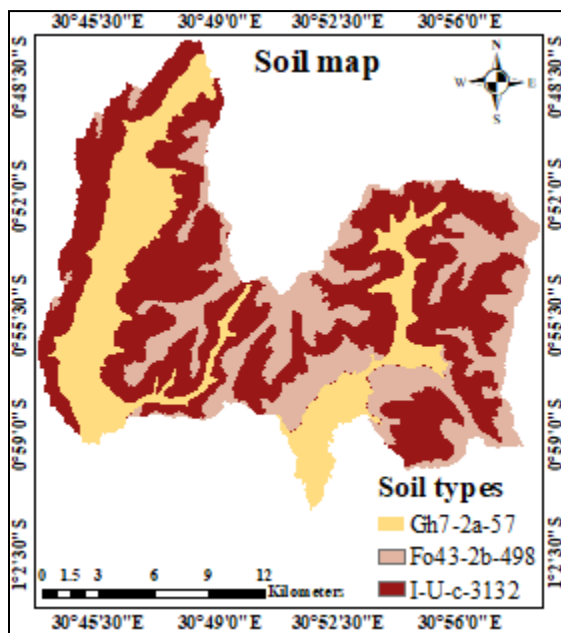 30°45'30"E 30°49'0"E 30°52'30"E 30°56'0"E
Soil map
N
W E
S
0°48'30" S
0°52'0" S
0°55'30" S
0°59'0" S
1°2'30" S
0°48'30" S
0°52'0" S
0°55'30" S
0°59'0" S
1°2'30" S
Soil types
Gh7-2a-57
Fo43-2b-498
I-U-c-3132
0 1.5 3 6 9 12
Kilometers
30°45'30"E 30°49'0"E 30°52'30"E 30°56'0"E